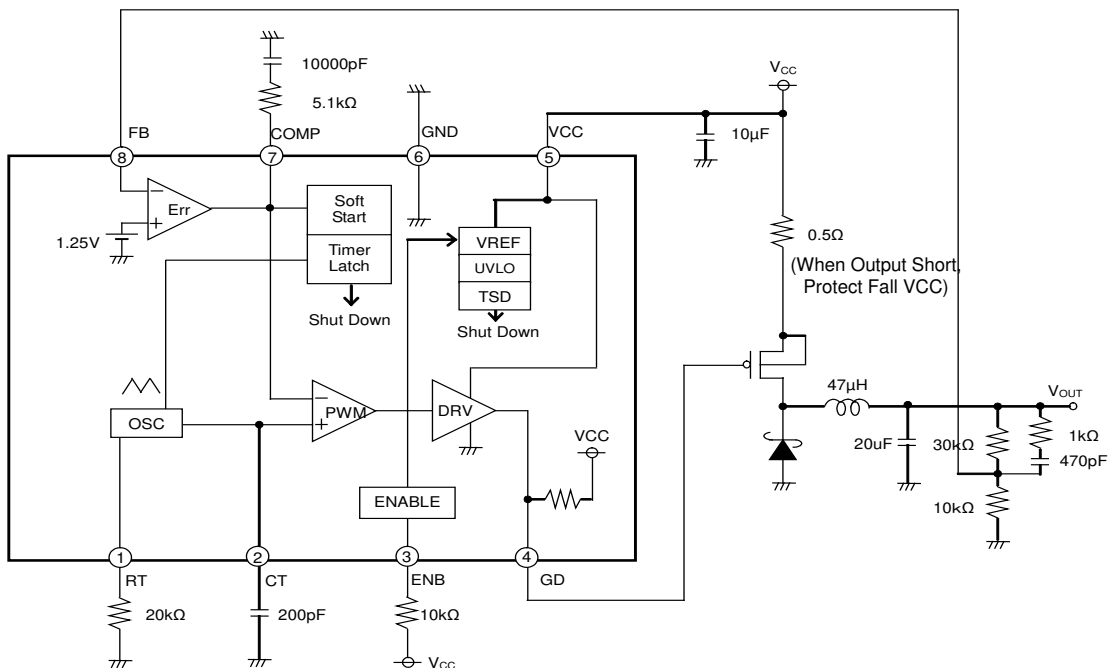 10000pF
5.1kΩ
FB
COMP
GND
VCC
8
7
6
5
VCC
10µF
Err
1.25V
Soft
Start
Timer
Latch
Shut Down
VREF
UVLO
TSD
Shut Down
0.5Ω
(When Output Short,
Protect Fall VCC)
OSC
PWM
DRV
VCC
ENABLE
47µH
VOUT
20uF
30kΩ
1kΩ
470pF
10kΩ
1
2
3
4
RT
CT
ENB
GD
20kΩ
200pF
10kΩ
VCC